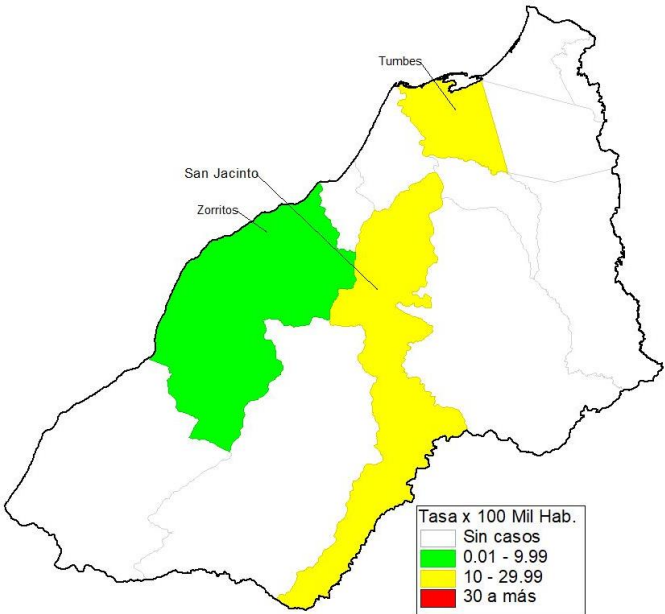 Tumbes
San Jacinto
Zorritos
Tasa x 100 Mil Hab.
Sin casos
0.01 - 9.99
10 - 29.99
30 a más